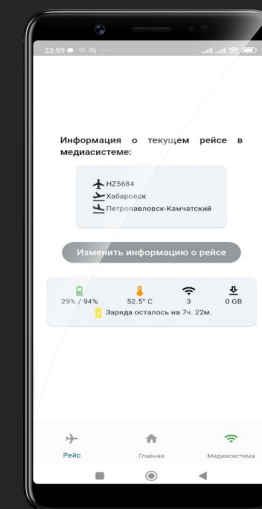 23:59
Информация о текущем рейсе в
медиасистеме:
HZ5684
Хабаровск
Петропавловск-Камчатский
Изменить информацию о рейсе
29% / 94% 52.5° C 3 0 GB
Заряда осталось на 7ч. 22м.
Рейс Главная Медиасистема